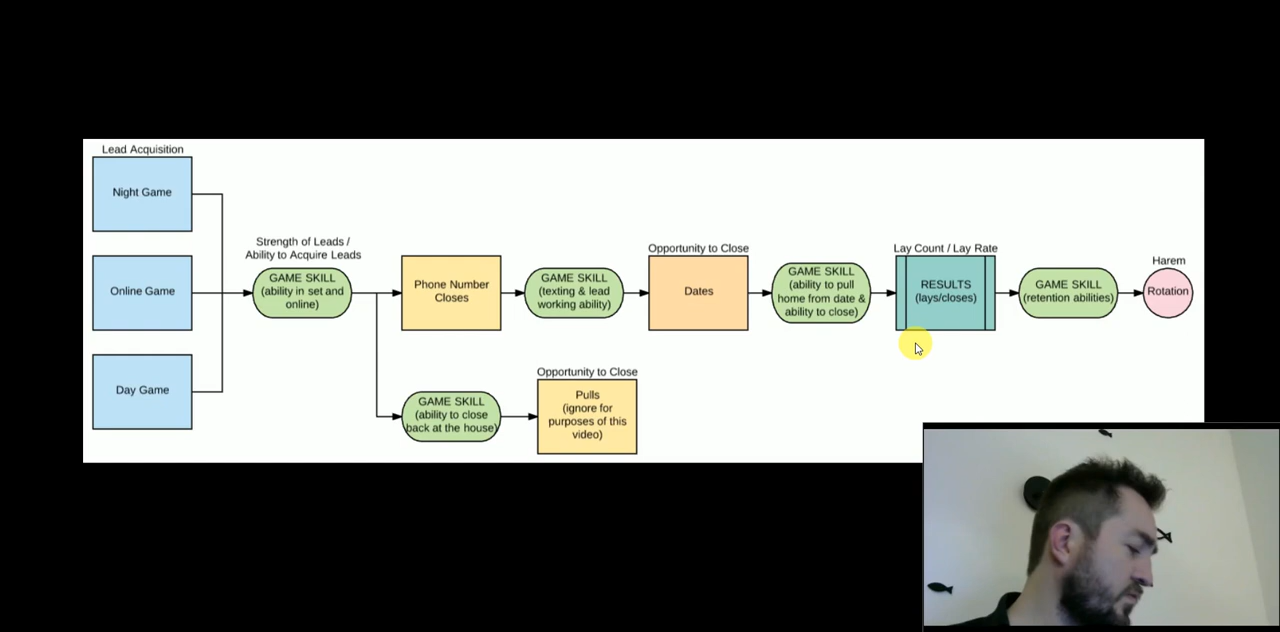 Lead Acquisition
Night Game
Online Game
Day Game
Strength of Leads /
Ability to Acquire Leads
GAME SKILL
(ability in set and
online)
Phone Number
Closes
GAME SKILL
(texting & lead
working ability)
Opportunity to Close
Dates
GAME SKILL
(ability to pull
home from date &
ability to close)
Lay Count / Lay Rate
RESULTS
(lays/closes)
GAME SKILL
(retention abilities)
Harem
Rotation
GAME SKILL
(ability to close
back at the house)
Opportunity to Close
Pulls
(ignore for
purposes of this
video)